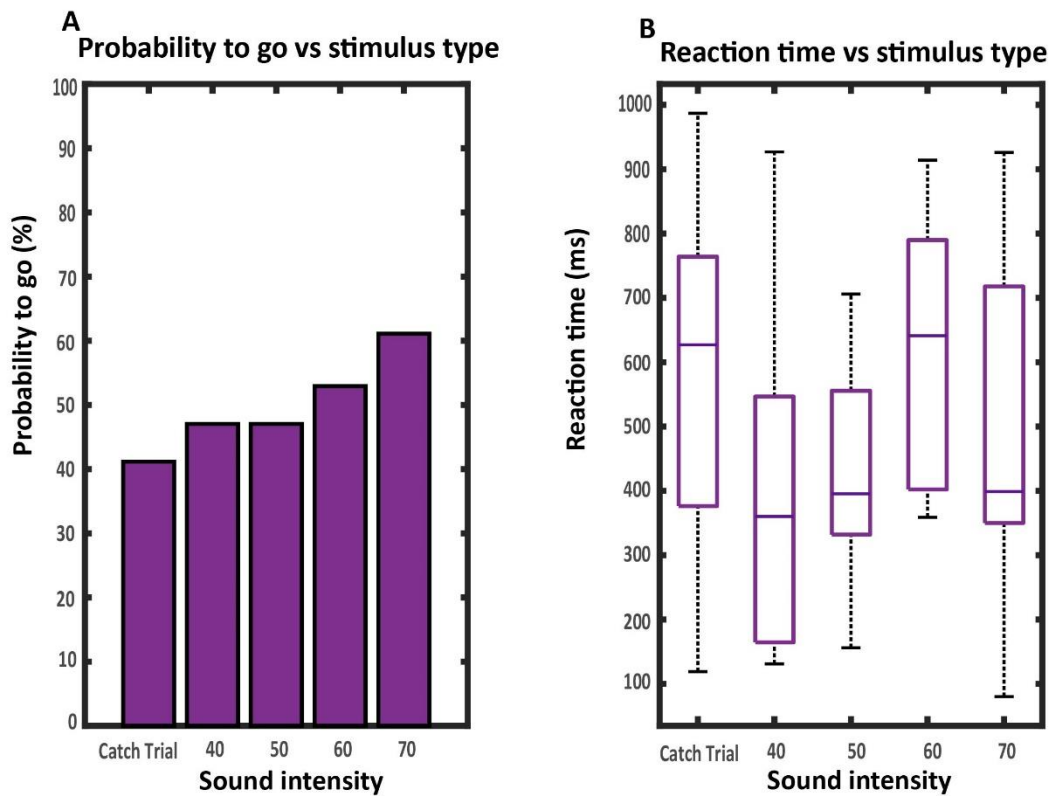 A
Probability to go vs stimulus type
Probability to go (%)
100
90
80
70
60
50
40
30
20
10
0
Catch Trial 40 50 60 70
Sound intensity
B
Reaction time vs stimulus type
Reaction time (ms)
1000
900
800
700
600
500
400
300
200
100
Catch Trial 40 50 60 70
Sound intensity